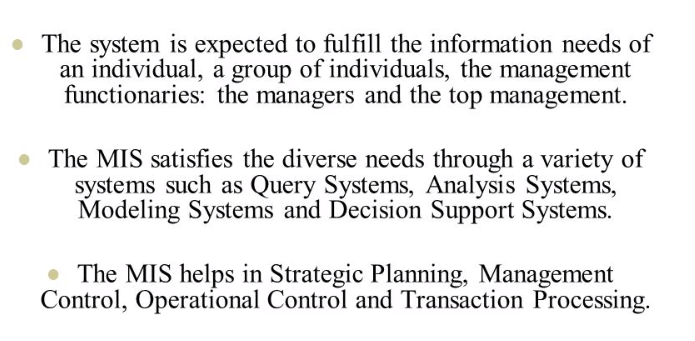 • The system is expected to fulfill the information needs of
an individual, a group of individuals, the management
functionaries: the managers and the top management.
• The MIS satisfies the diverse needs through a variety of
systems such as Query Systems, Analysis Systems,
Modeling Systems and Decision Support Systems.
• The MIS helps in Strategic Planning, Management
Control, Operational Control and Transaction Processing.